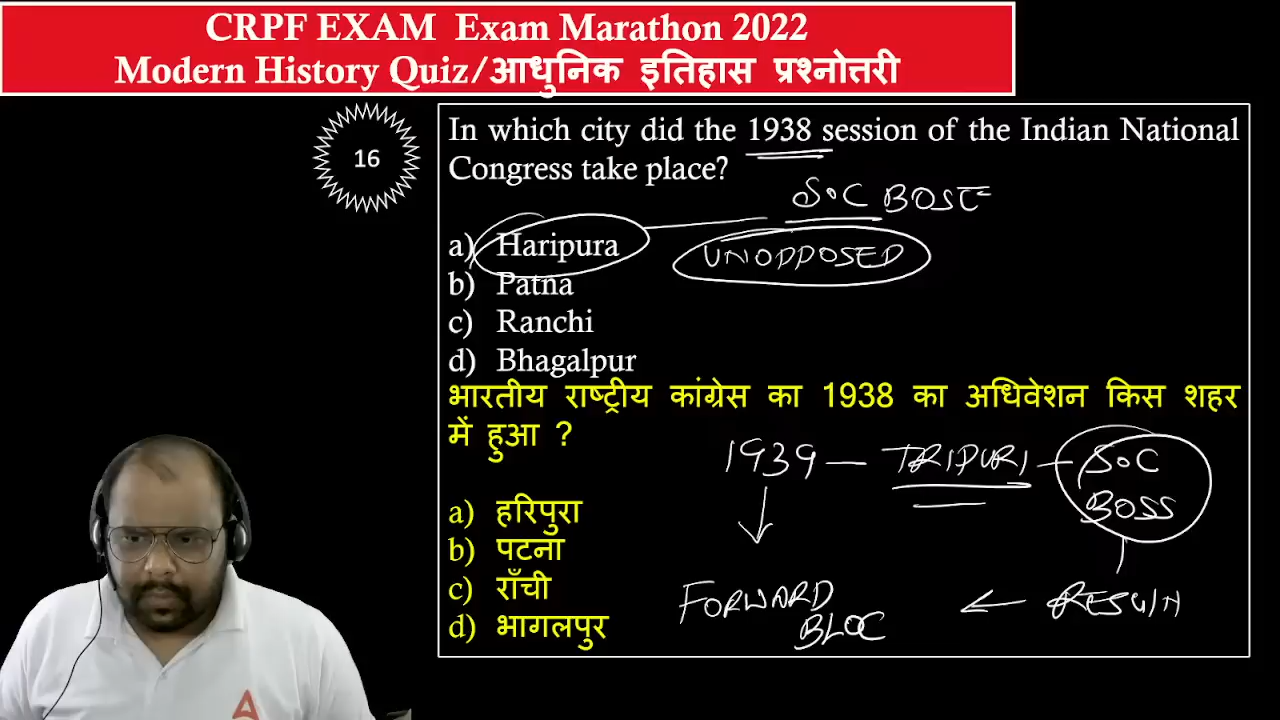 CRPF EXAM Exam Marathon 2022
Modern History Quiz/आधुनिक इतिहास प्रश्नोत्तरी
16
In which city did the 1938 session of the Indian National
Congress take place?
S.C BOSE
a) Haripura
UNOPPOSED
b) Patna
c) Ranchi
d) Bhagalpur
भारतीय राष्ट्रीय कांग्रेस का 1938 का अधिवेशन किस शहर
में हुआ ?
1939 — TRIPURI — S.C
BOSS
a) हरिपुरा
b) पटना
c) राँची
d) भागलपुर
FORWARD
BLOC